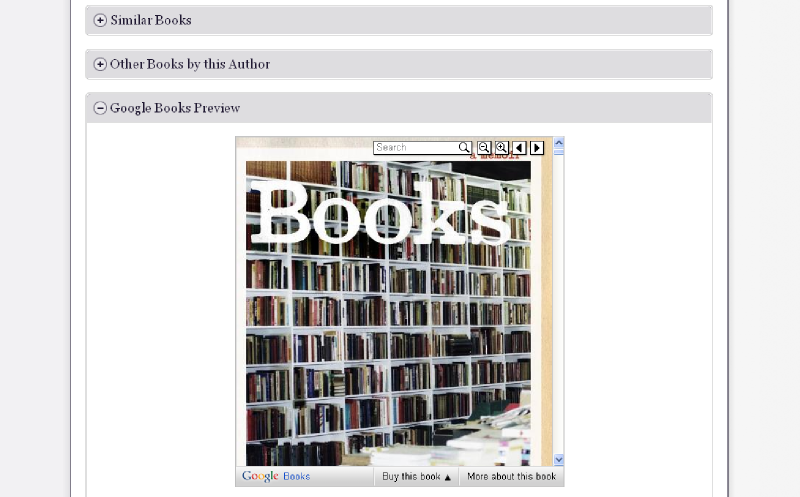 Similar Books
Other Books by this Author
Google Books Preview
Search
a memoir
Books
Google Books
Buy this book ▲
More about this book